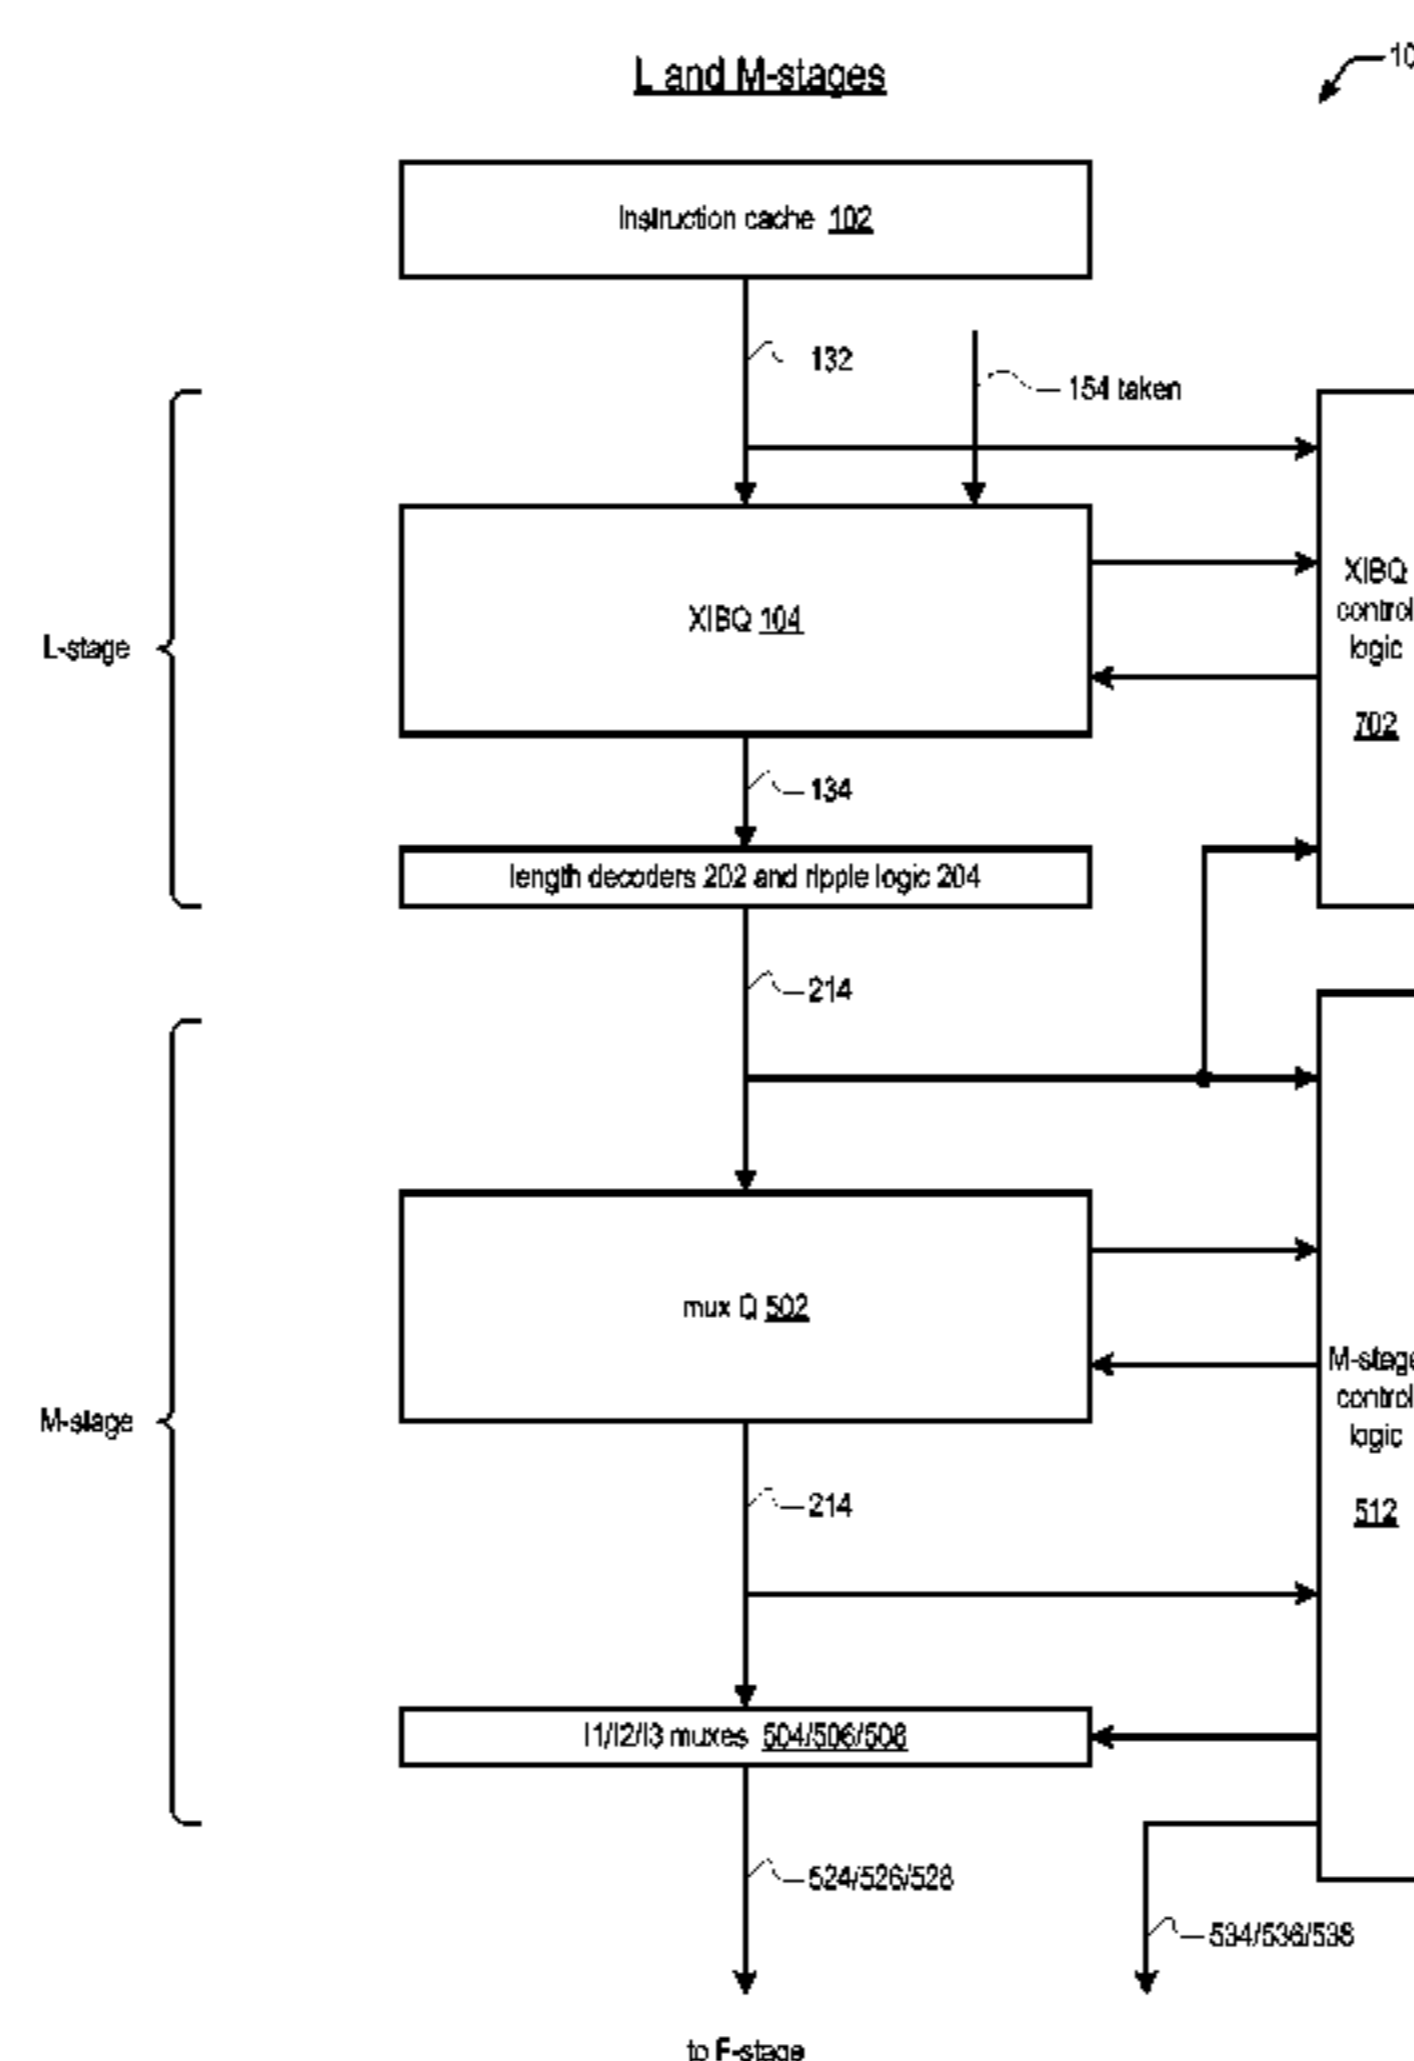 L and M-stages
10
Instruction cache 102
132
154 taken
XIBQ 104
XIBQ
control
logic
702
L-stage
134
length decoders 202 and ripple logic 204
214
mux Q 502
M-stage
control
logic
512
M-stage
214
I1/I2/I3 muxes 504/506/508
524/526/528
534/536/538
to F-stage